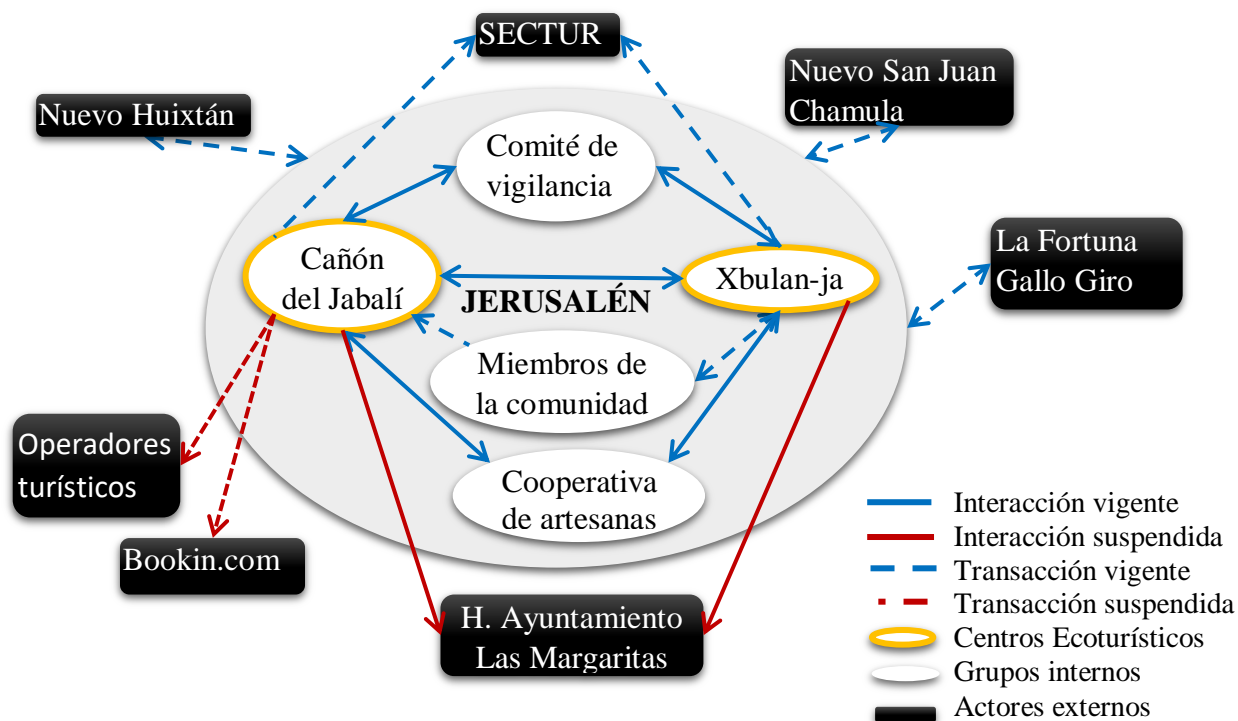 SECTUR
Nuevo San Juan
Chamula
Nuevo Huixtán
Comité de
vigilancia
La Fortuna
Gallo Giro
Cañón
del Jabalí
Xbulan-ja
JERUSALÉN
Miembros de
la comunidad
Operadores
turísticos
Cooperativa
de artesanas
Bookin.com
H. Ayuntamiento
Las Margaritas
Interacción vigente
Interacción suspendida
Transacción vigente
Transacción suspendida
Centros Ecoturísticos
Grupos internos
Actores externos